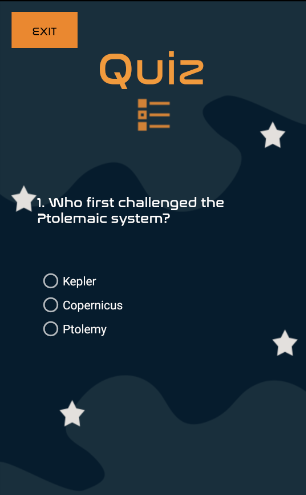 EXIT
Quiz
1. Who first challenged the
Ptolemaic system?
Kepler
Copernicus
Ptolemy